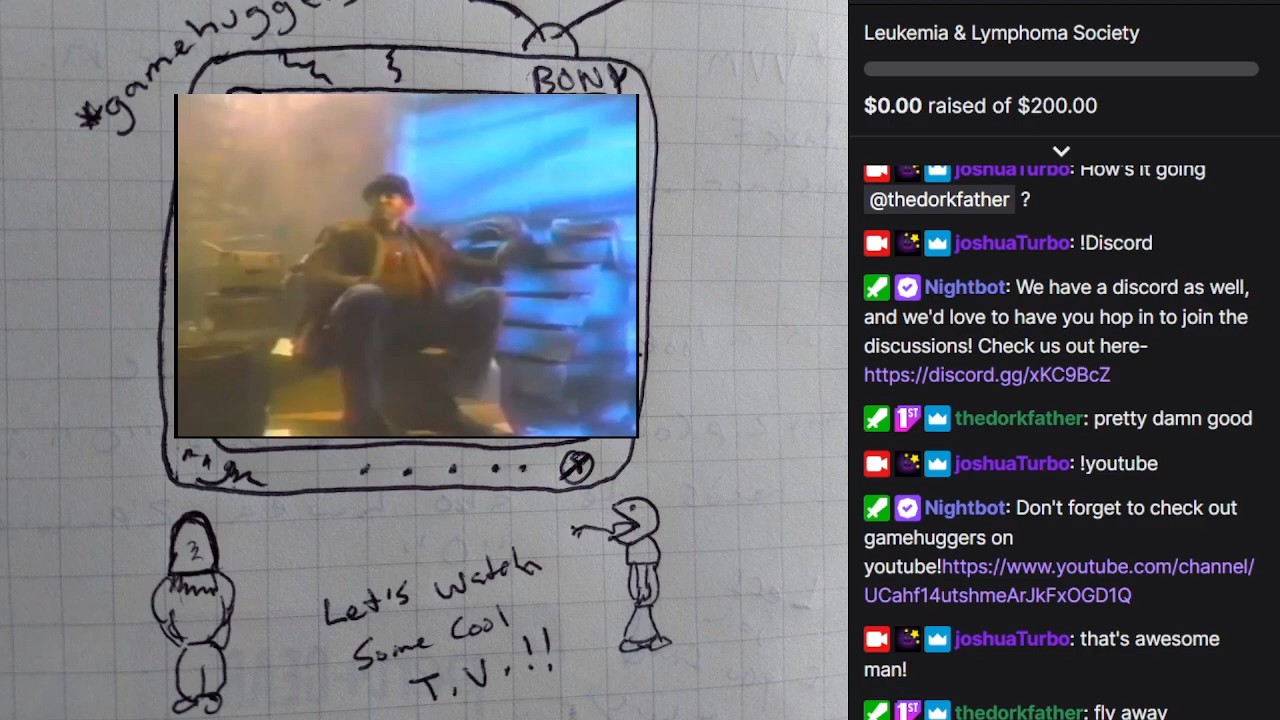 *gamehuggers
BONY
Let's Watch
Some Cool
T.V.!!
Leukemia & Lymphoma Society
$0.00 raised of $200.00
joshuaTurbo: How's it going
@thedorkfather ?
joshuaTurbo: !Discord
Nightbot: We have a discord as well,
and we'd love to have you hop in to join the
discussions! Check us out here-
https://discord.gg/xKC9BcZ
1ST thedorkfather: pretty damn good
joshuaTurbo: !youtube
Nightbot: Don't forget to check out
gamehuggers on
youtube!https://www.youtube.com/channel/
UCahf14utshmeArJkFxOGD1Q
joshuaTurbo: that's awesome
man!
1ST thedorkfather: fly away